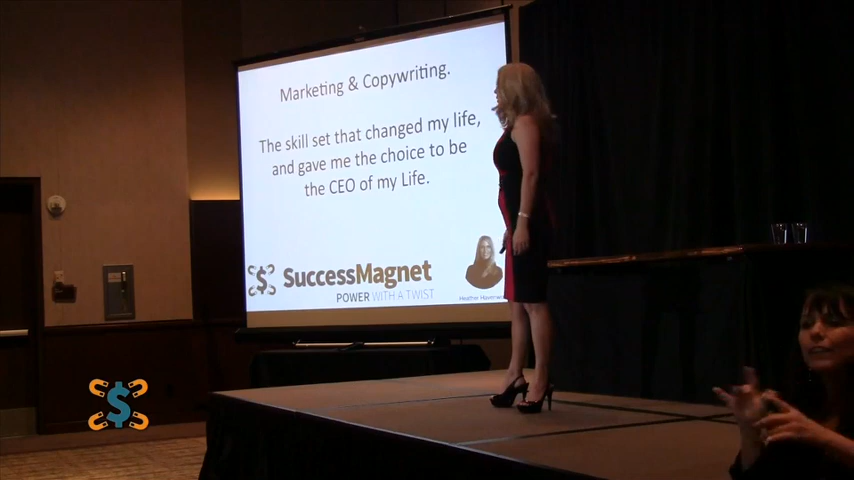 Marketing & Copywriting.
The skill set that changed my life,
and gave me the choice to be
the CEO of my Life.
$ SuccessMagnet
POWER WITH A TWIST
Heather
$